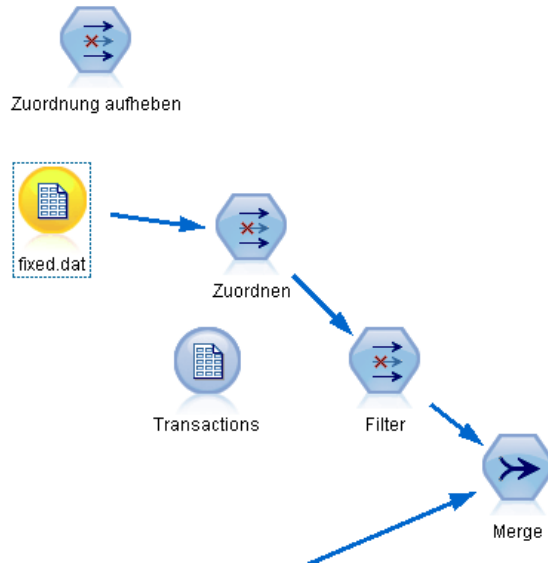 Zuordnung aufheben
fixed.dat
Zuordnen
Transactions
Filter
Merge